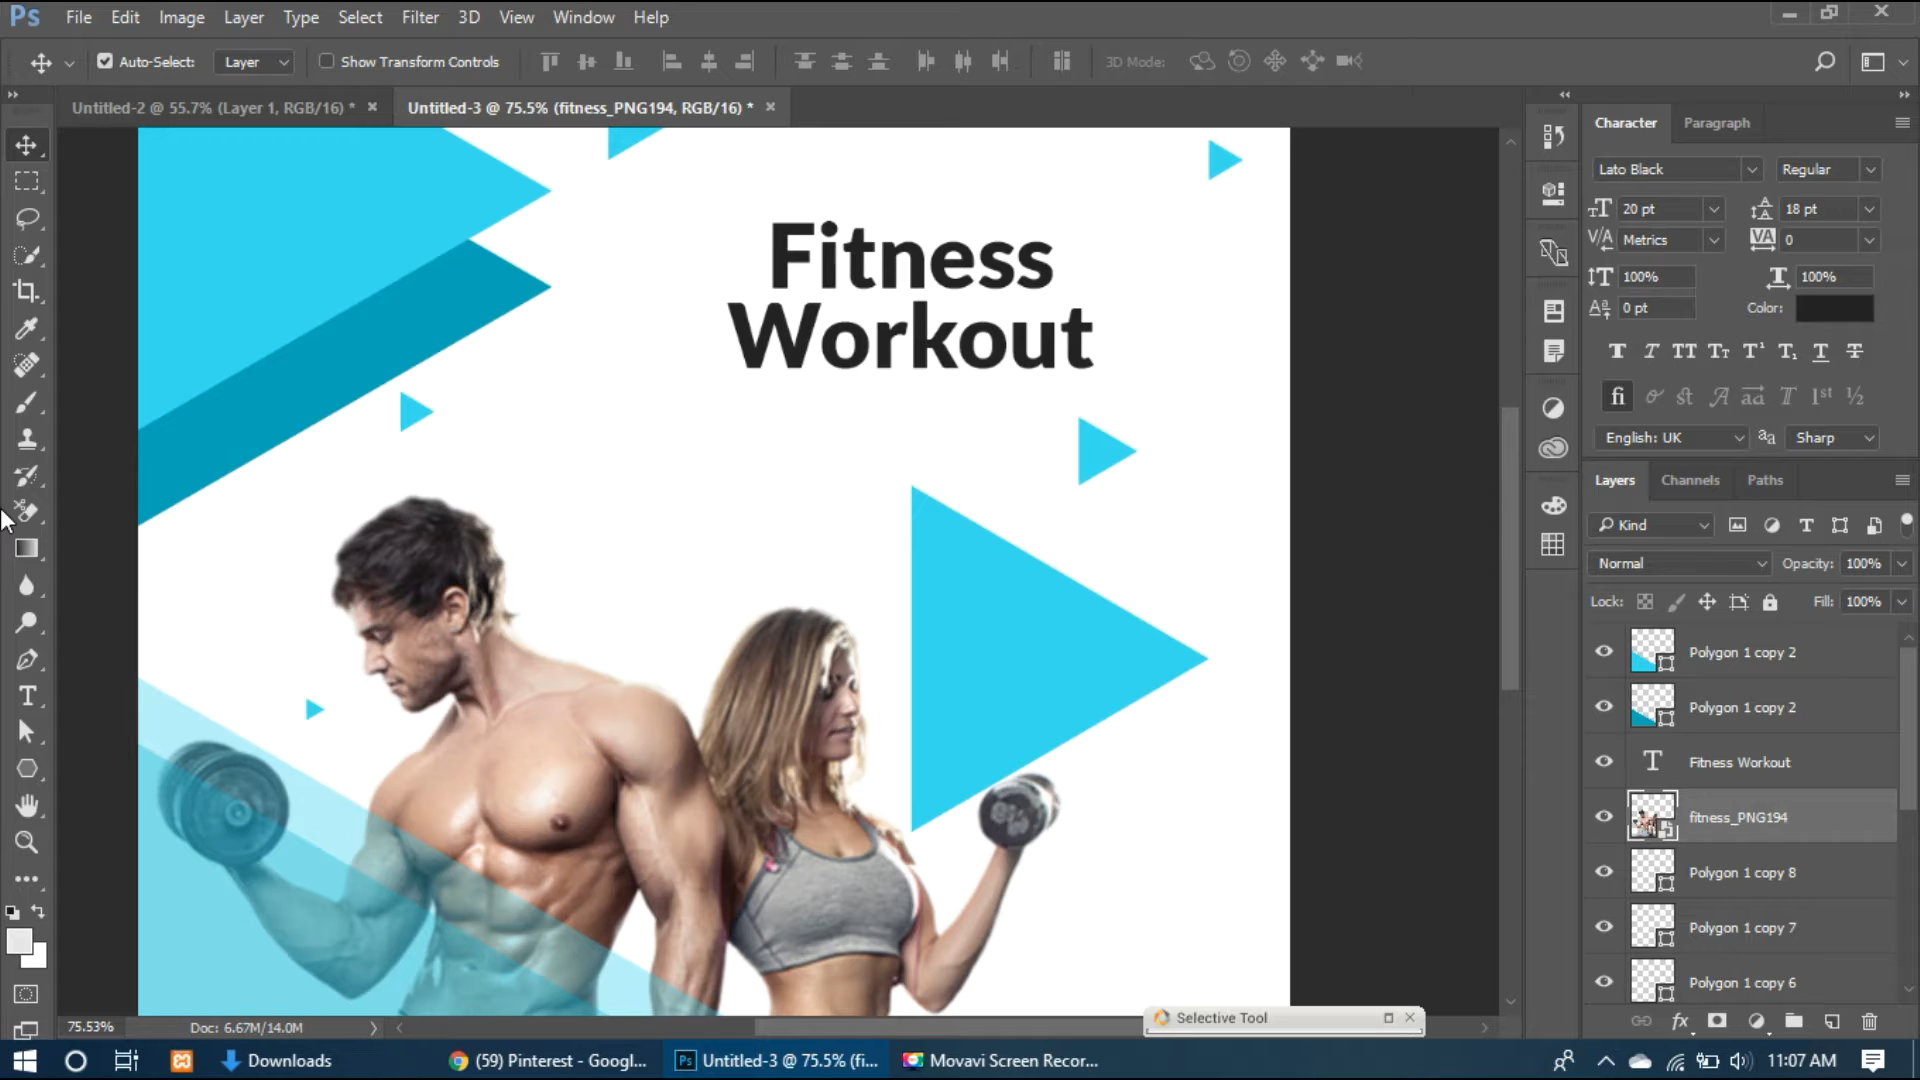 Ps File Edit Image Layer Type Select Filter 3D View Window Help
Auto-Select: Layer Show Transform Controls 3D Mode:
Untitled-2 @ 55.7% (Layer 1, RGB/16) * Untitled-3 @ 75.5% (fitness_PNG194, RGB/16) *
Fitness
Workout
Character Paragraph
Lato Black Regular
20 pt 18 pt
Metrics 0
100% 100%
0 pt Color:
English: UK aa Sharp
Layers Channels Paths
Kind
Normal Opacity: 100%
Lock: Fill: 100%
Polygon 1 copy 2
Polygon 1 copy 2
Fitness Workout
fitness_PNG194
Polygon 1 copy 8
Polygon 1 copy 7
Polygon 1 copy 6
75.53% Doc: 6.67M/14.0M
Selective Tool
Downloads (59) Pinterest - Googl... Ps Untitled-3 @ 75.5% (fi... Movavi Screen Recor... 11:07 AM